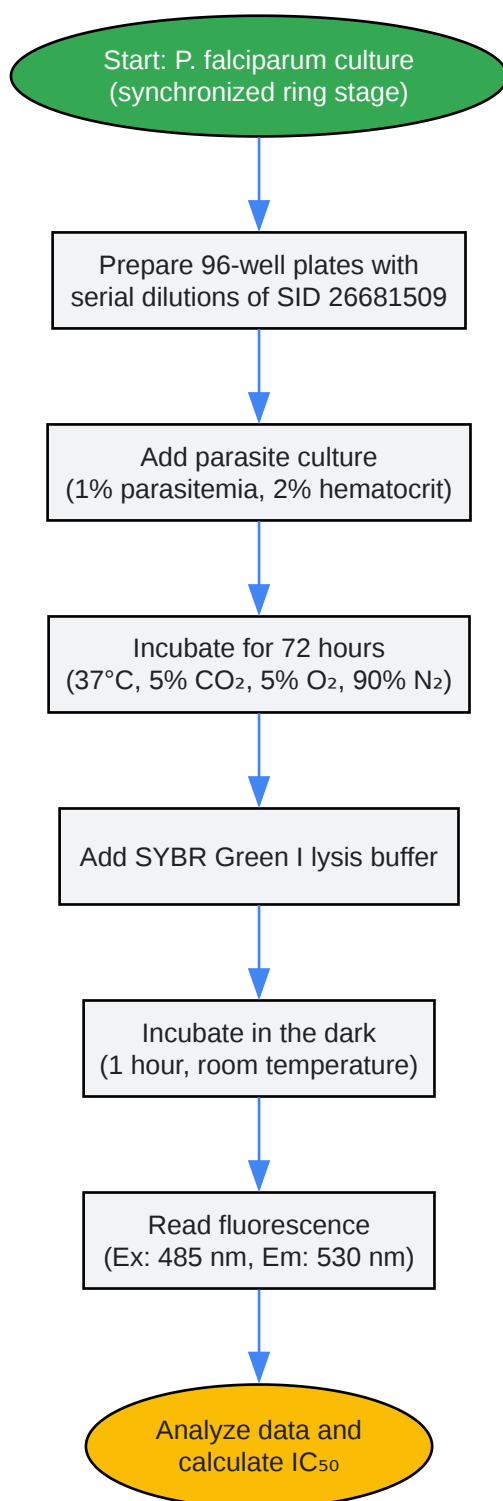 Start: P. falciparum culture
(synchronized ring stage)
Prepare 96-well plates with
serial dilutions of SID 26681509
Add parasite culture
(1% parasitemia, 2% hematocrit)
Incubate for 72 hours
(37°C, 5% CO₂, 5% O₂, 90% N₂)
Add SYBR Green I lysis buffer
Incubate in the dark
(1 hour, room temperature)
Read fluorescence
(Ex: 485 nm, Em: 530 nm)
Analyze data and
calculate IC₅₀